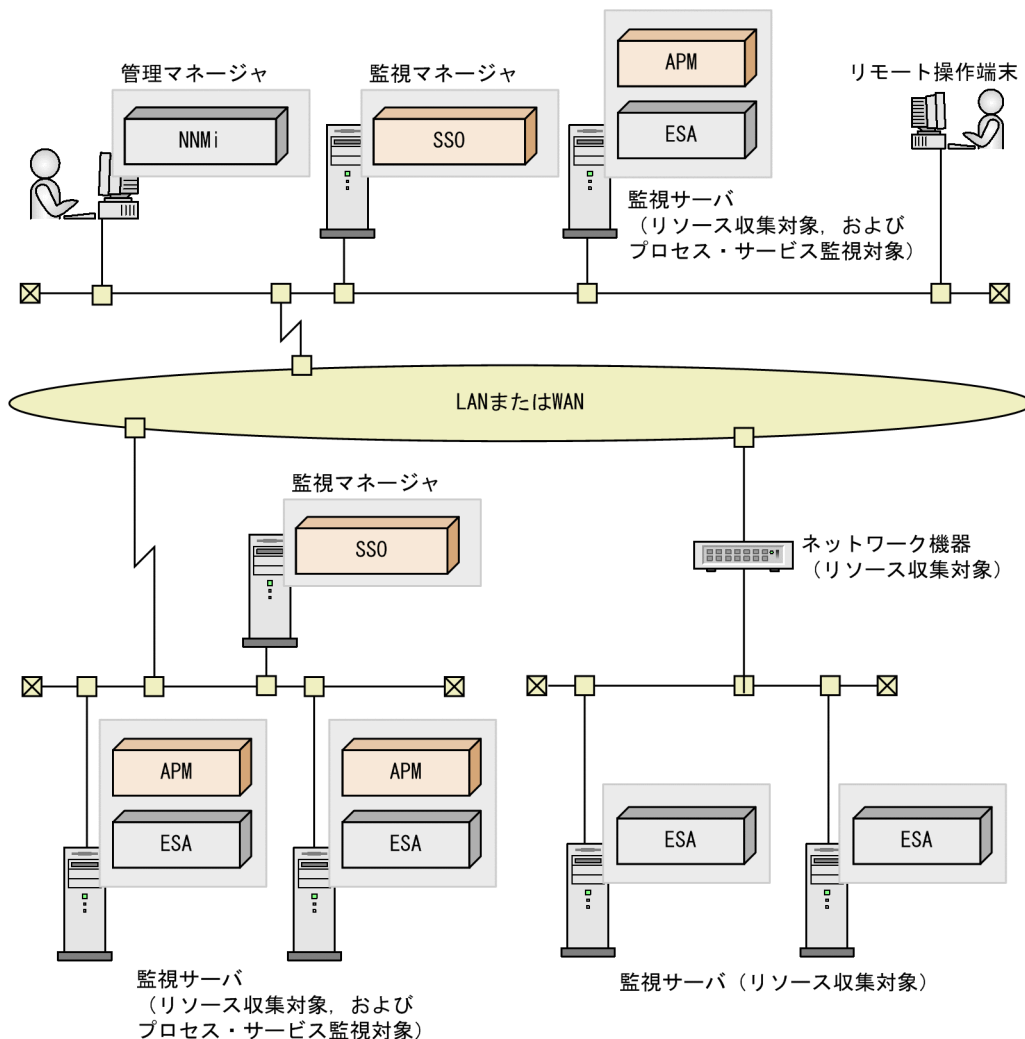 管理マネージャ
NNMi
監視マネージャ
SSO
APM
ESA
監視サーバ
（リソース収集対象，および
プロセス・サービス監視対象）
リモート操作端末
LANまたはWAN
監視マネージャ
SSO
ネットワーク機器
（リソース収集対象）
APM
ESA
APM
ESA
監視サーバ
（リソース収集対象，および
プロセス・サービス監視対象）
ESA
ESA
監視サーバ（リソース収集対象）